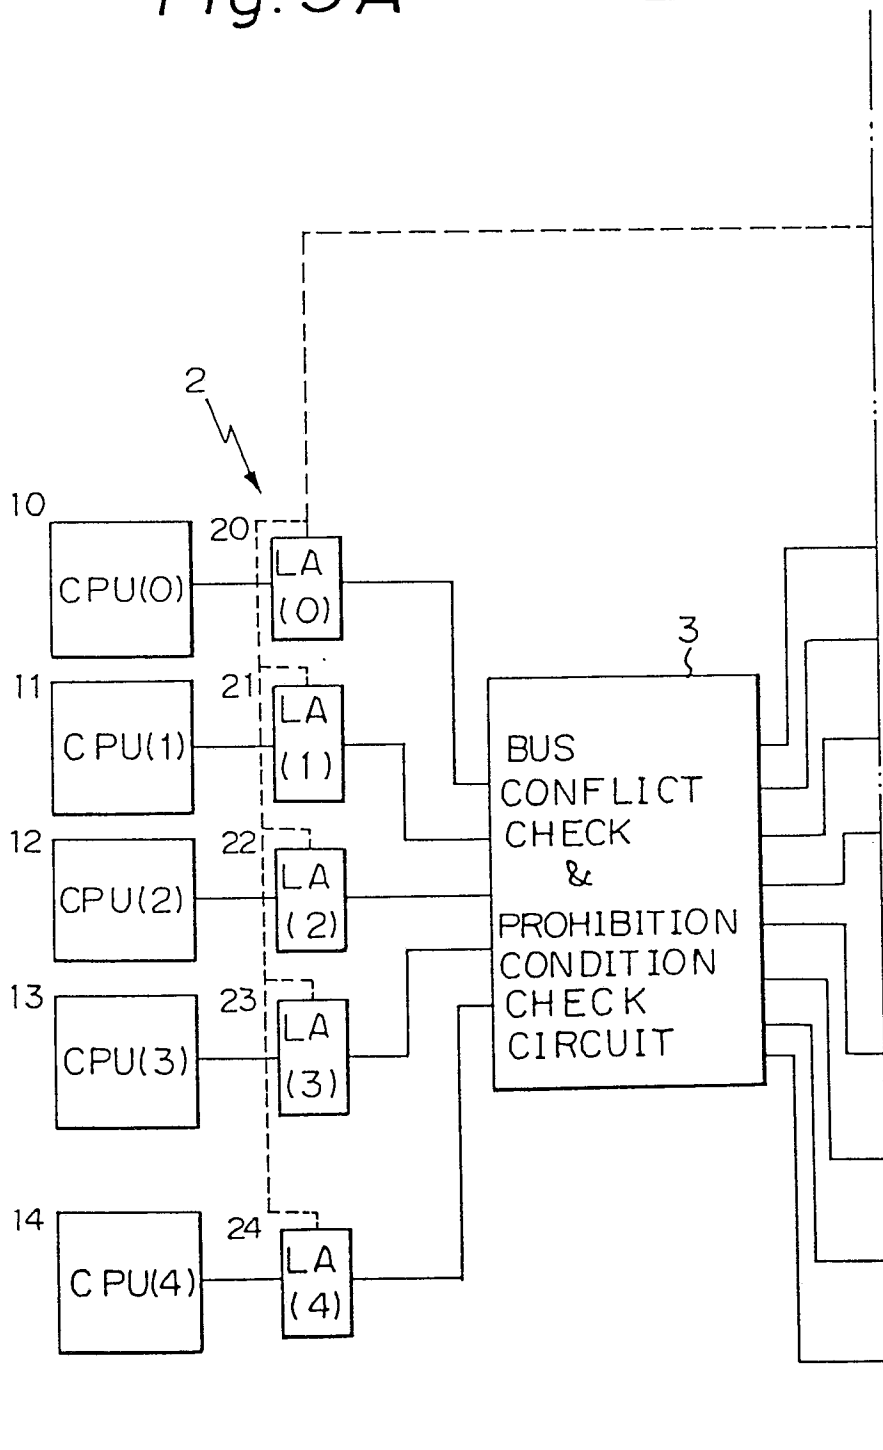 2
10
20
CPU(0)
LA
(0)
11
21
CPU(1)
LA
(1)
12
22
CPU(2)
LA
(2)
13
23
CPU(3)
LA
(3)
14
24
CPU(4)
LA
(4)
3
BUS
CONFLICT
CHECK
&
PROHIBITION
CONDITION
CHECK
CIRCUIT